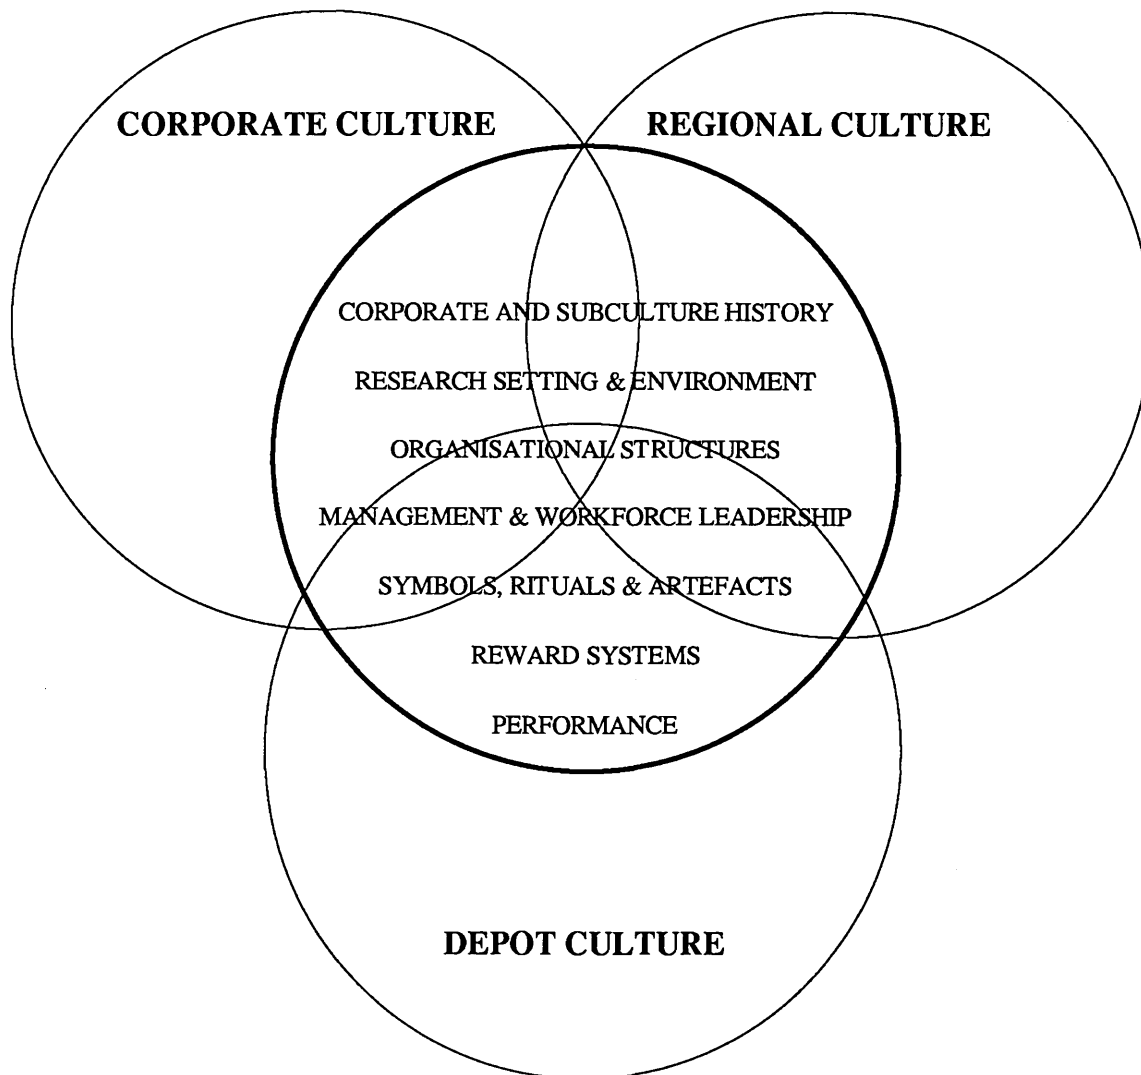 CORPORATE CULTURE
REGIONAL CULTURE
CORPORATE AND SUBCULTURE HISTORY
RESEARCH SETTING & ENVIRONMENT
ORGANISATIONAL STRUCTURES
MANAGEMENT & WORKFORCE LEADERSHIP
SYMBOLS, RITUALS & ARTEFACTS
REWARD SYSTEMS
PERFORMANCE
DEPOT CULTURE